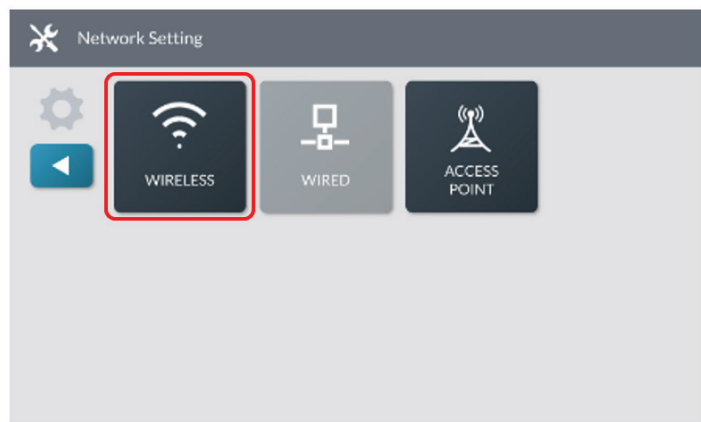 Network Setting
WIRELESS
WIRED
ACCESS
POINT